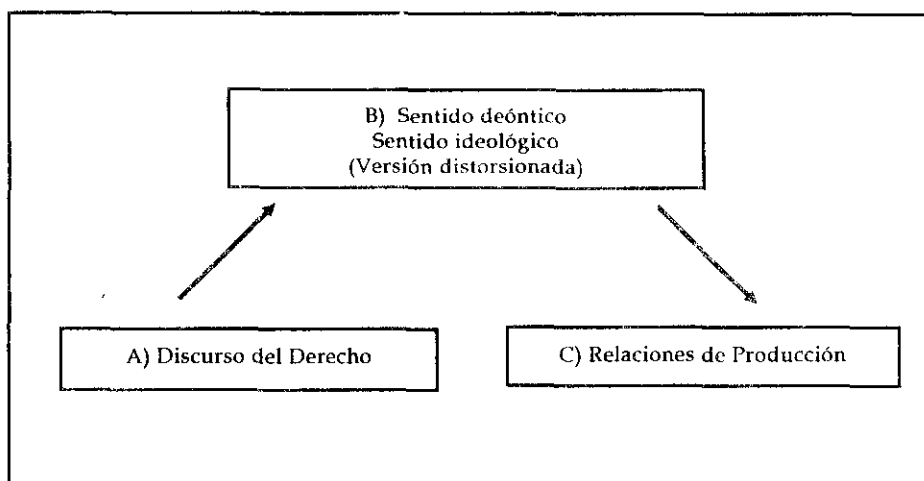 B) Sentido deóntico
Sentido ideológico
(Versión distorsionada)
A) Discurso del Derecho
C) Relaciones de Producción